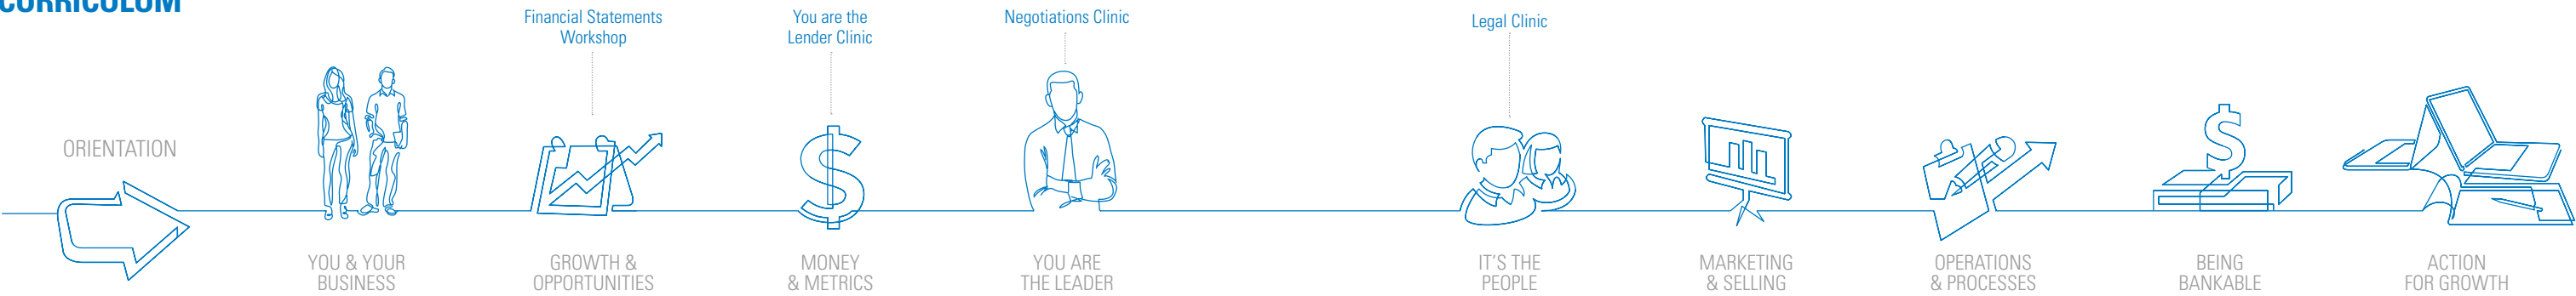 CURRICULUM
Financial Statements
Workshop
You are the
Lender Clinic
Negotiations Clinic
Legal Clinic
ORIENTATION
YOU & YOUR
BUSINESS
GROWTH &
OPPORTUNITIES
MONEY
& METRICS
YOU ARE
THE LEADER
IT'S THE
PEOPLE
MARKETING
& SELLING
OPERATIONS
& PROCESSES
BEING
BANKABLE
ACTION
FOR GROWTH